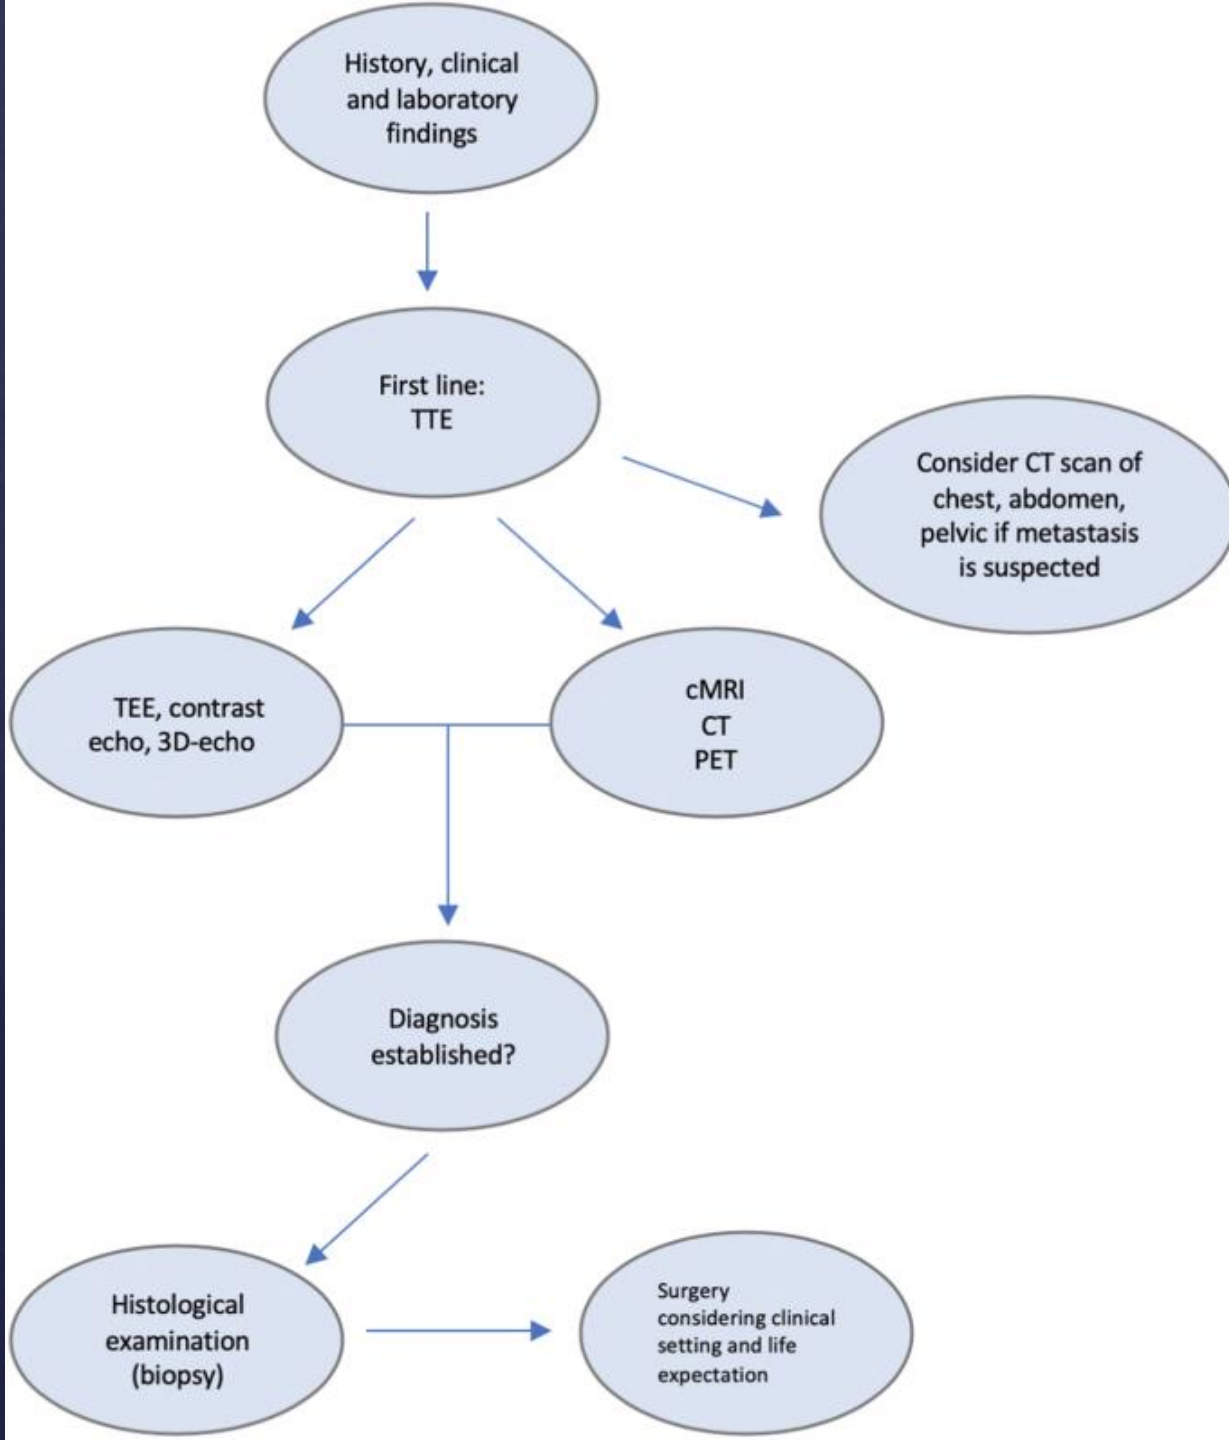 History, clinical
and laboratory
findings
First line:
TTE
Consider CT scan of
chest, abdomen,
pelvic if metastasis
is suspected
TEE, contrast
echo, 3D-echo
cMRI
CT
PET
Diagnosis
established?
Histological
examination
(biopsy)
Surgery
considering clinical
setting and life
expectation